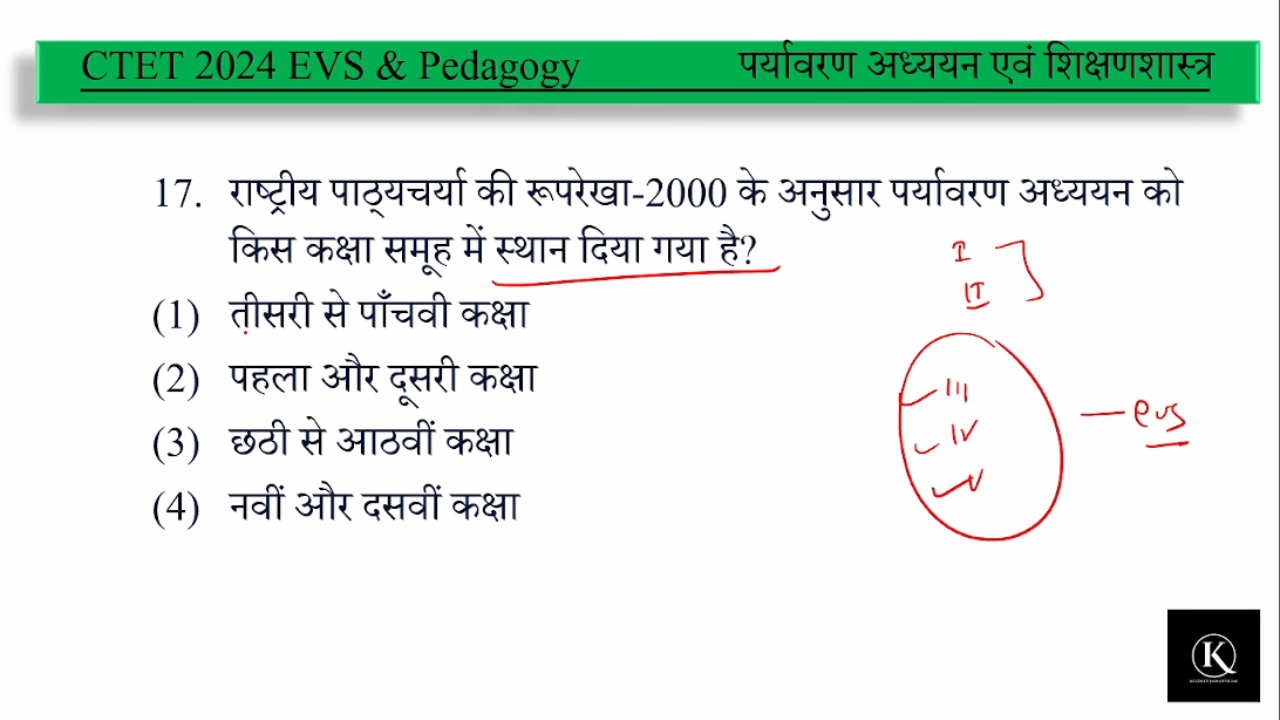 CTET 2024 EVS & Pedagogy पर्यावरण अध्ययन एवं शिक्षणशास्त्र
17. राष्ट्रीय पाठ्यचर्या की रूपरेखा-2000 के अनुसार पर्यावरण अध्ययन को
किस कक्षा समूह में स्थान दिया गया है?
(1) तीसरी से पाँचवी कक्षा
(2) पहला और दूसरी कक्षा
(3) छठी से आठवीं कक्षा
(4) नवीं और दसवीं कक्षा
I
II
III
IV
V
evs
K